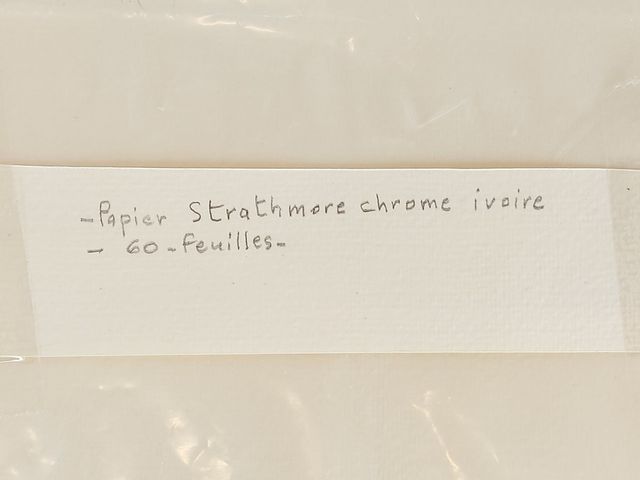 -Papier Strathmore chrome ivoire
- 60-feuilles-